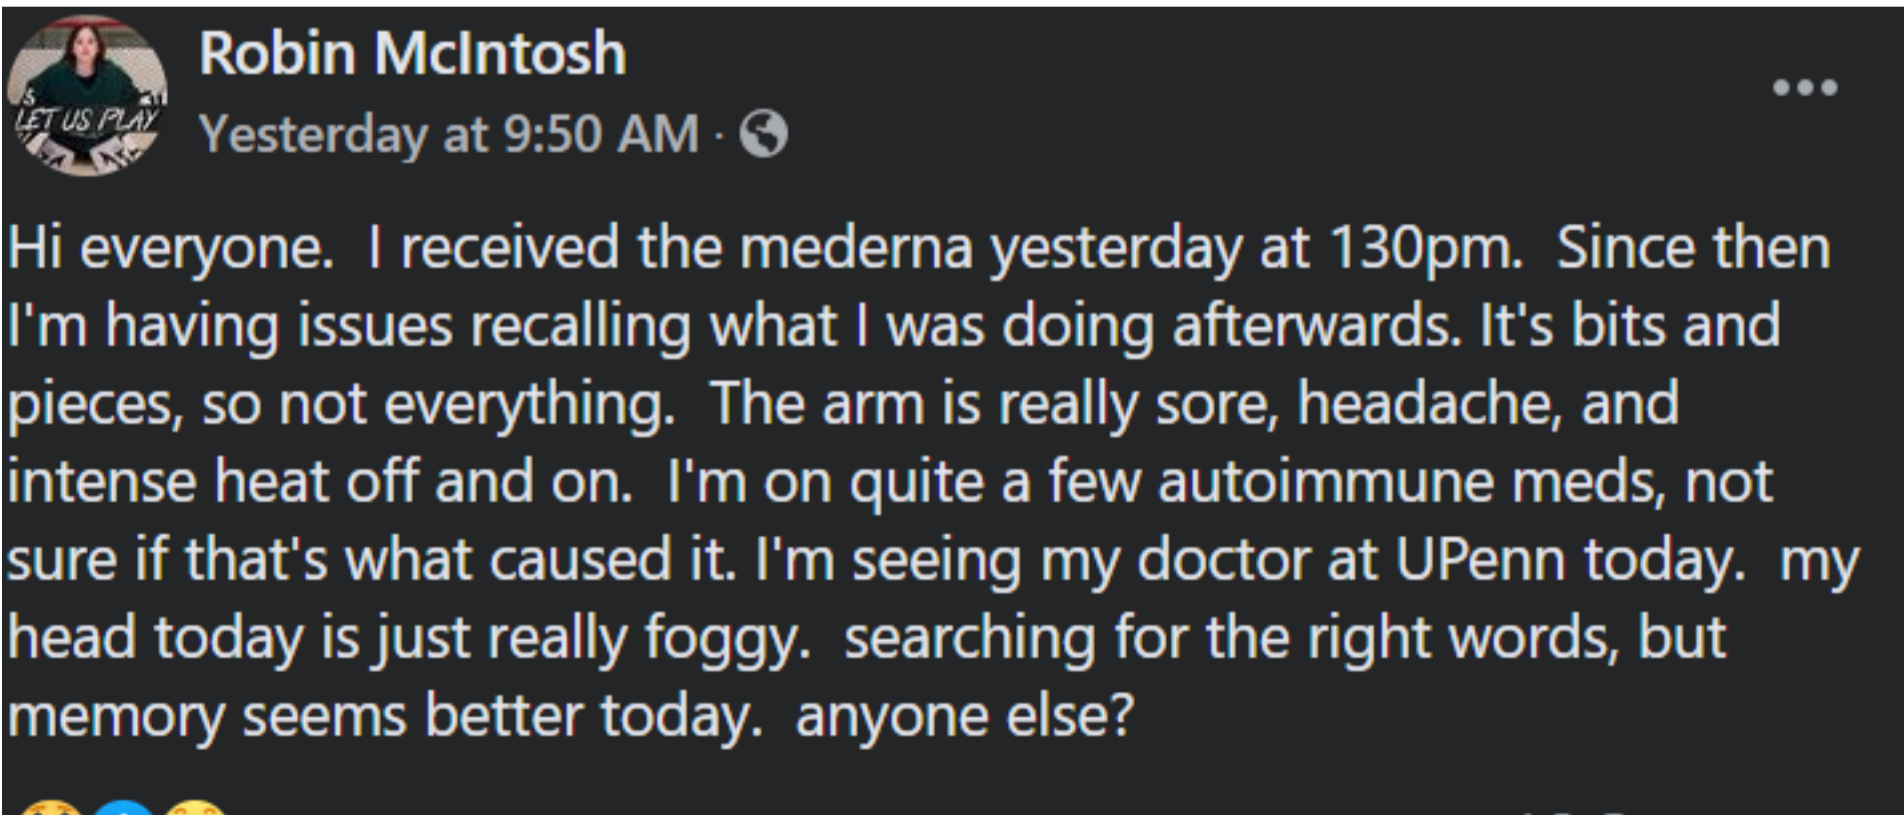 Robin McIntosh
Yesterday at 9:50 AM ·
LET US PLAY
Hi everyone.  I received the mederna yesterday at 130pm.  Since then
I'm having issues recalling what I was doing afterwards. It's bits and
pieces, so not everything.  The arm is really sore, headache, and
intense heat off and on.  I'm on quite a few autoimmune meds, not
sure if that's what caused it. I'm seeing my doctor at UPenn today.  my
head today is just really foggy.  searching for the right words, but
memory seems better today.  anyone else?